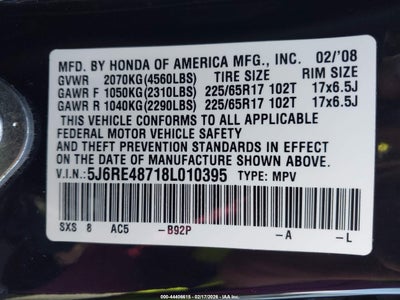 MFD. BY HONDA OF AMERICA MFG., INC. 02/'08
GVWR 2070KG(4560LBS) TIRE SIZE RIM SIZE
GAWR F 1050KG(2310LBS) 225/65R17 102T 17x6.5J
GAWR R 1040KG(2290LBS) 225/65R17 102T 17x6.5J
THIS VEHICLE CONFORMS TO ALL APPLICABLE
FEDERAL MOTOR VEHICLE SAFETY
AND THEFT PREVENTION STANDARDS IN EFFECT
ON THE DATE OF MANUFACTURE SHOWN ABOVE.
V.I.N.: 5J6RE48718L010395 TYPE: MPV
SXS 8 AC5 -B92P -A -L
000-44408615 - 02/17/2026 - IAA Inc.